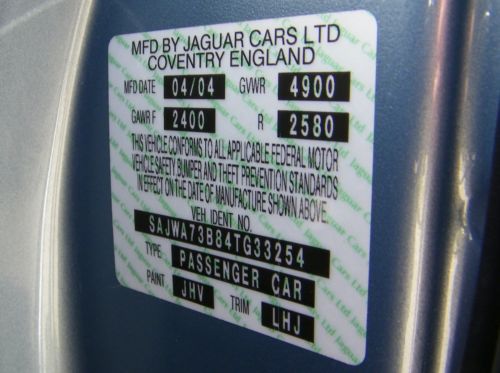 MFD BY JAGUAR CARS LTD
COVENTRY ENGLAND
MFD DATE 04/04 GVWR 4900
GAWR F 2400 R 2580
THIS VEHICLE CONFORMS TO ALL APPLICABLE FEDERAL MOTOR
VEHICLE SAFETY, BUMPER AND THEFT PREVENTION STANDARDS
IN EFFECT ON THE DATE OF MANUFACTURE SHOWN ABOVE.
VEH IDENT NO.
SAJWA73B84TG33254
TYPE PASSENGER CAR
PAINT JHV TRIM LHJ